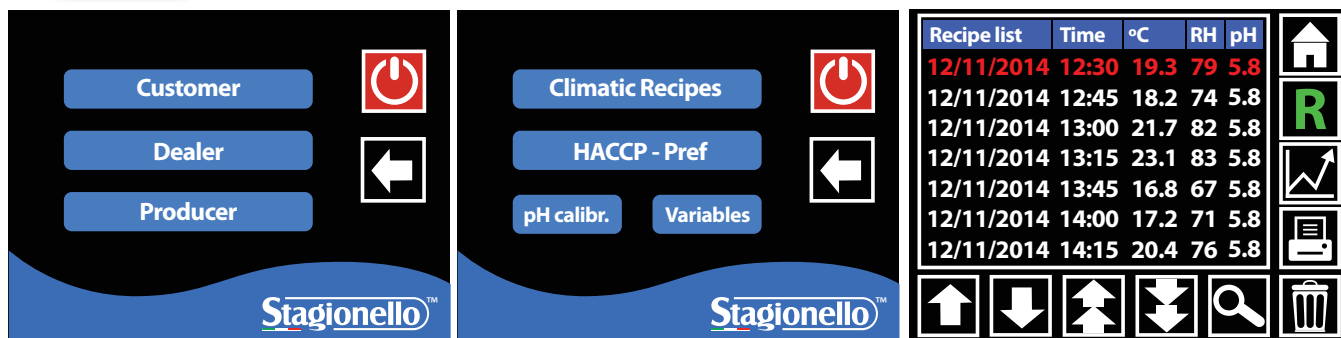 Customer
Dealer
Producer
Stagionello™
Climatic Recipes
HACCP - Pref
pH calibr. Variables
Stagionello™
Recipe list Time ºC RH pH
12/11/2014 12:30 19.3 79 5.8
12/11/2014 12:45 18.2 74 5.8
12/11/2014 13:00 21.7 82 5.8
12/11/2014 13:15 23.1 83 5.8
12/11/2014 13:45 16.8 67 5.8
12/11/2014 14:00 17.2 71 5.8
12/11/2014 14:15 20.4 76 5.8
R